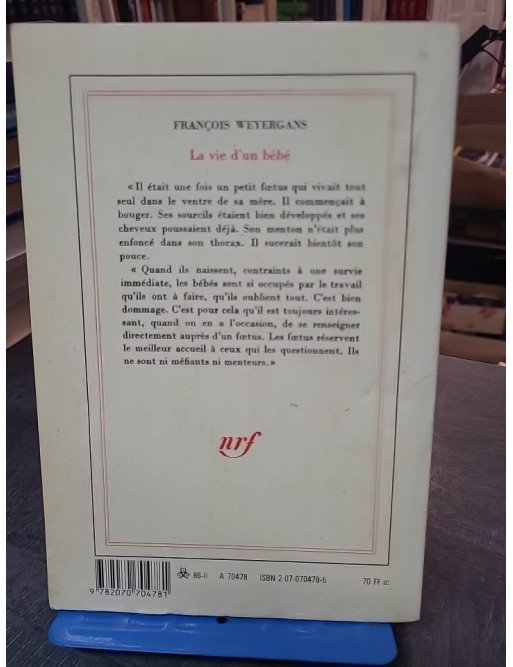 FRANÇOIS WEYERGANS
La vie d'un bébé
« Il était une fois un petit fœtus qui vivait tout
seul dans le ventre de sa mère. Il commençait à
bouger. Ses sourcils étaient bien développés et ses
cheveux poussaient déjà. Son menton n'était plus
enfoncé dans son thorax. Il sucerait bientôt son
pouce.
« Quand ils naissent, contraints à une survie
immédiate, les bébés sont si occupés par le travail
qu'ils ont à faire, qu'ils oublient tout. C'est bien
dommage. C'est pour cela qu'il est toujours intéres-
sant, quand on en a l'occasion, de se renseigner
directement auprès d'un fœtus. Les fœtus réservent
le meilleur accueil à ceux qui les questionnent. Ils
ne sont ni méfiants ni menteurs. »
nrf
86-II A 70478 ISBN 2-07-070478-5 70 FF tc
9 782070 704781